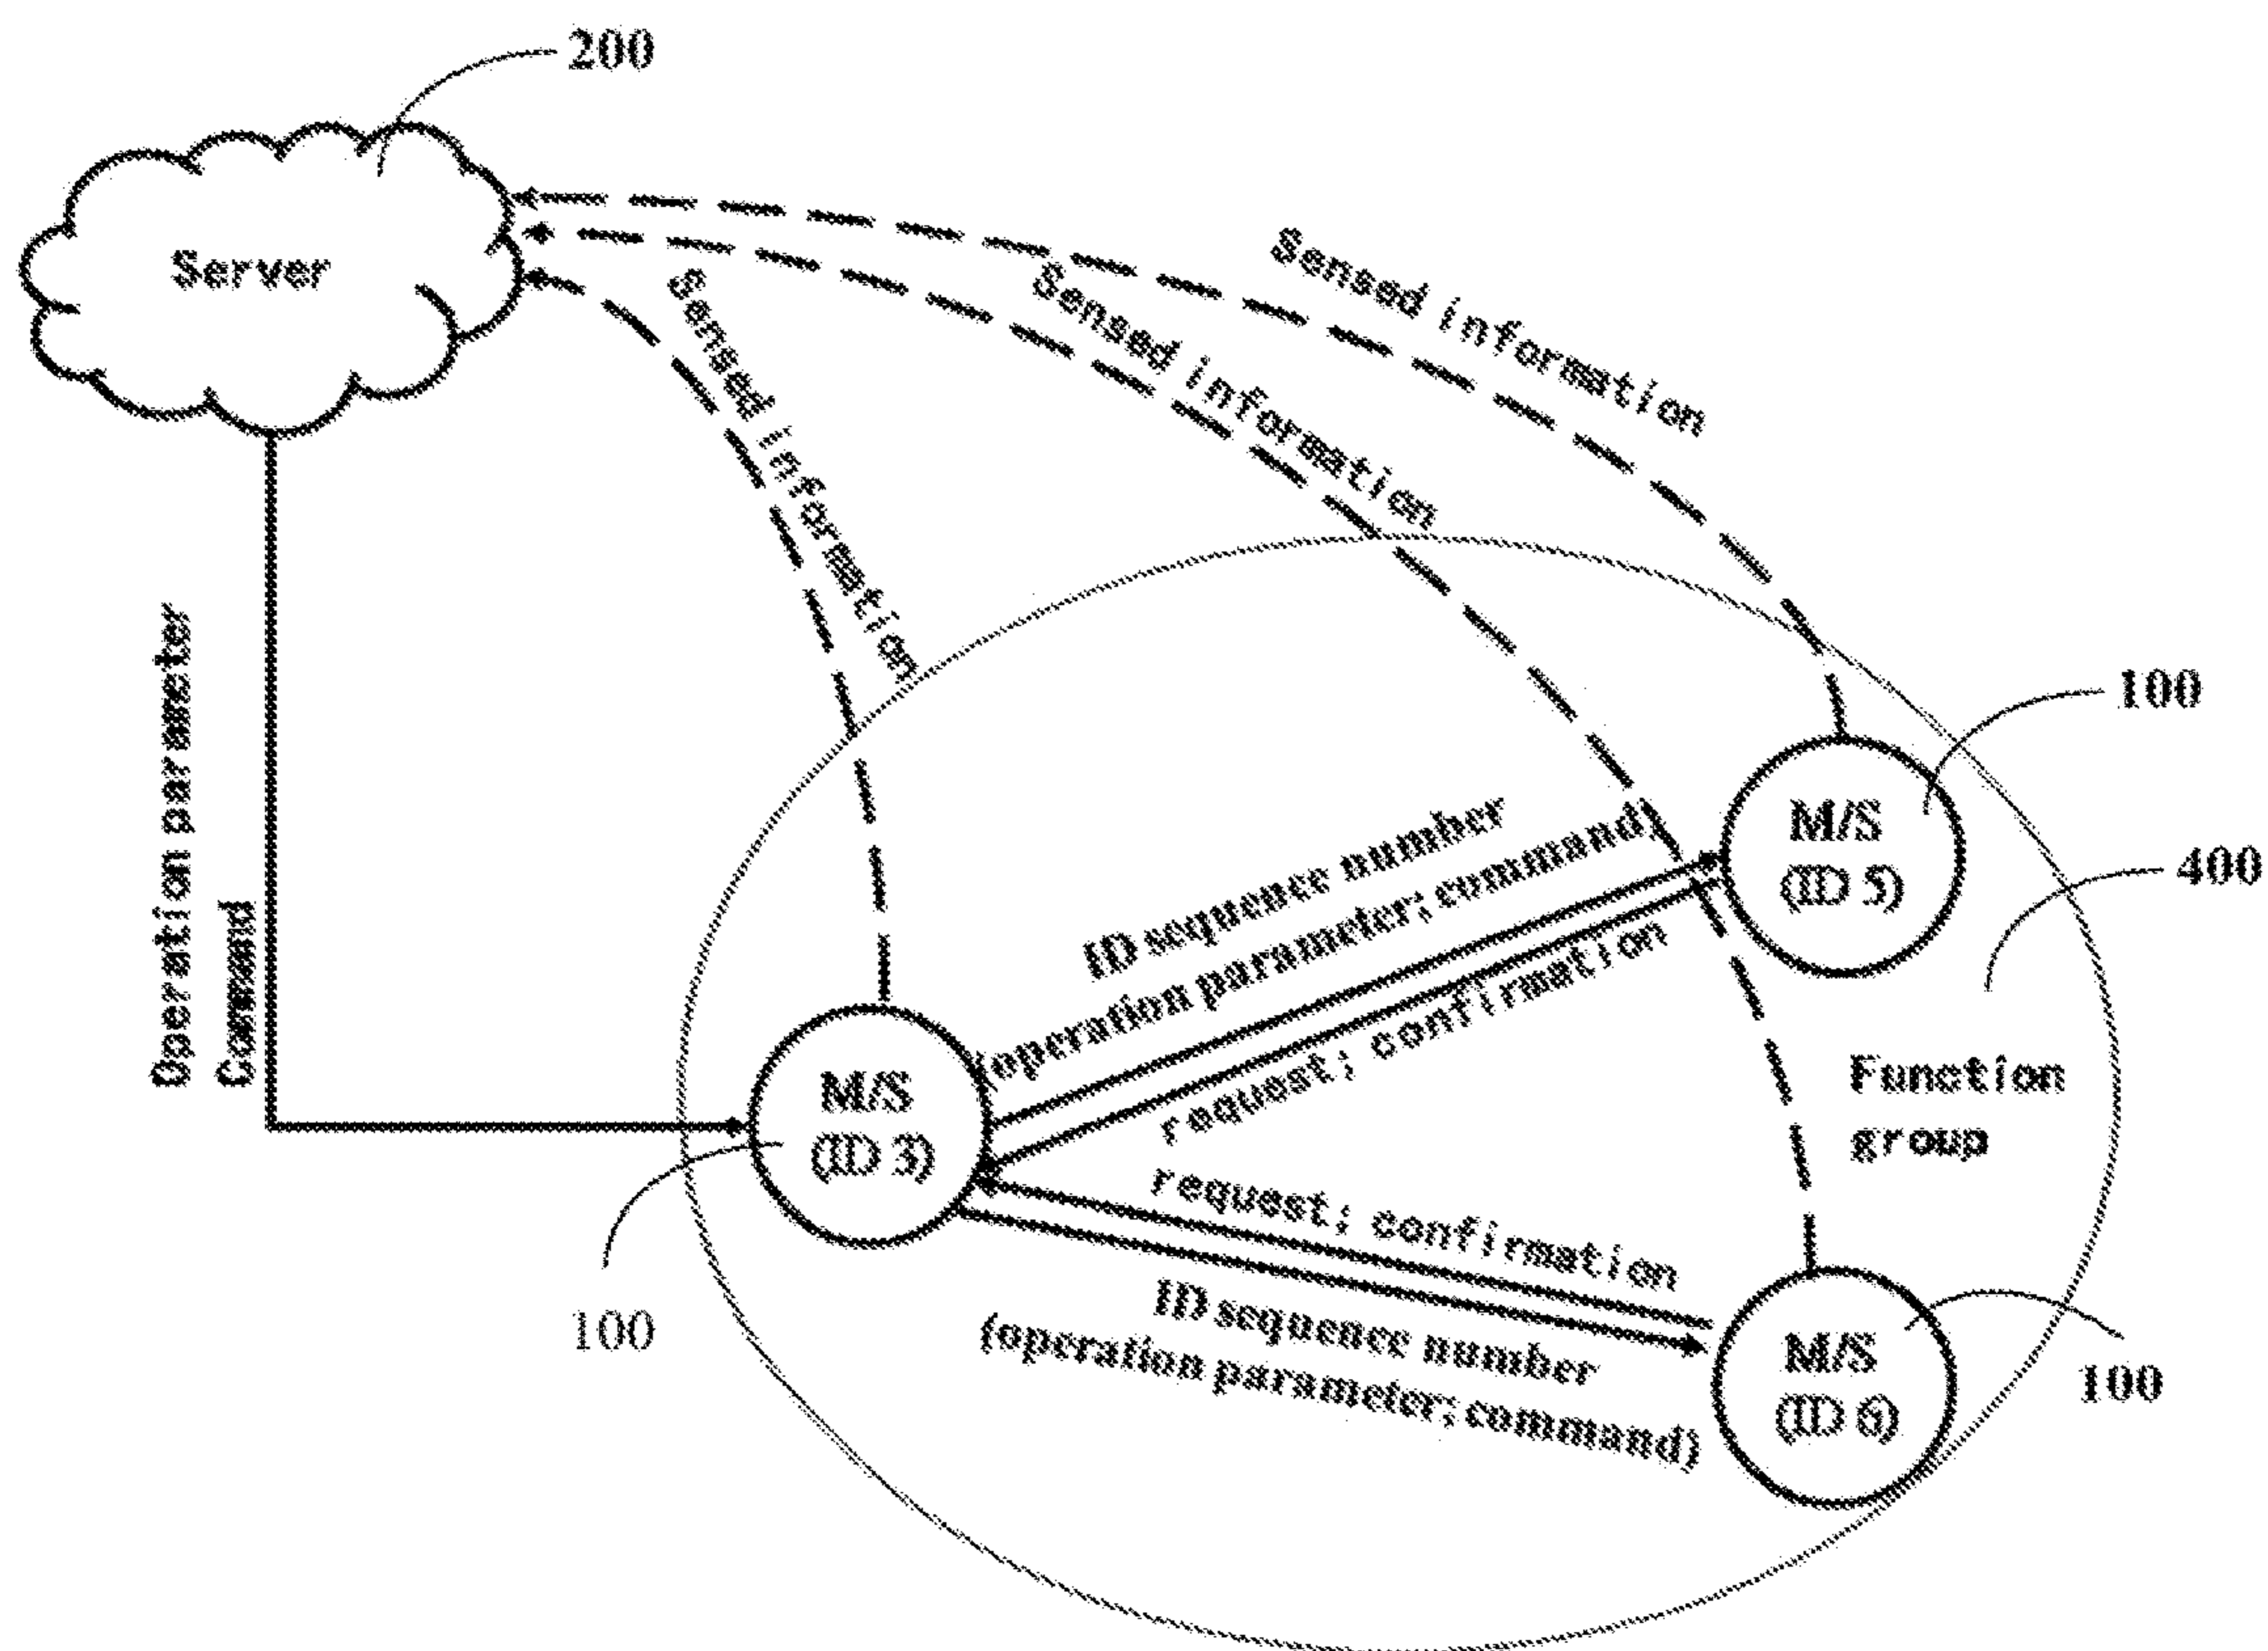 200
Server
Sensed information
Sensed information
Sensed information
Operation parameter
Command
100
M/S
(ID 5)
400
ID sequence number
(operation parameter; command)
request; confirmation
M/S
(ID 3)
Function
group
request; confirmation
ID sequence number
(operation parameter; command)
100
M/S
(ID 6)
100